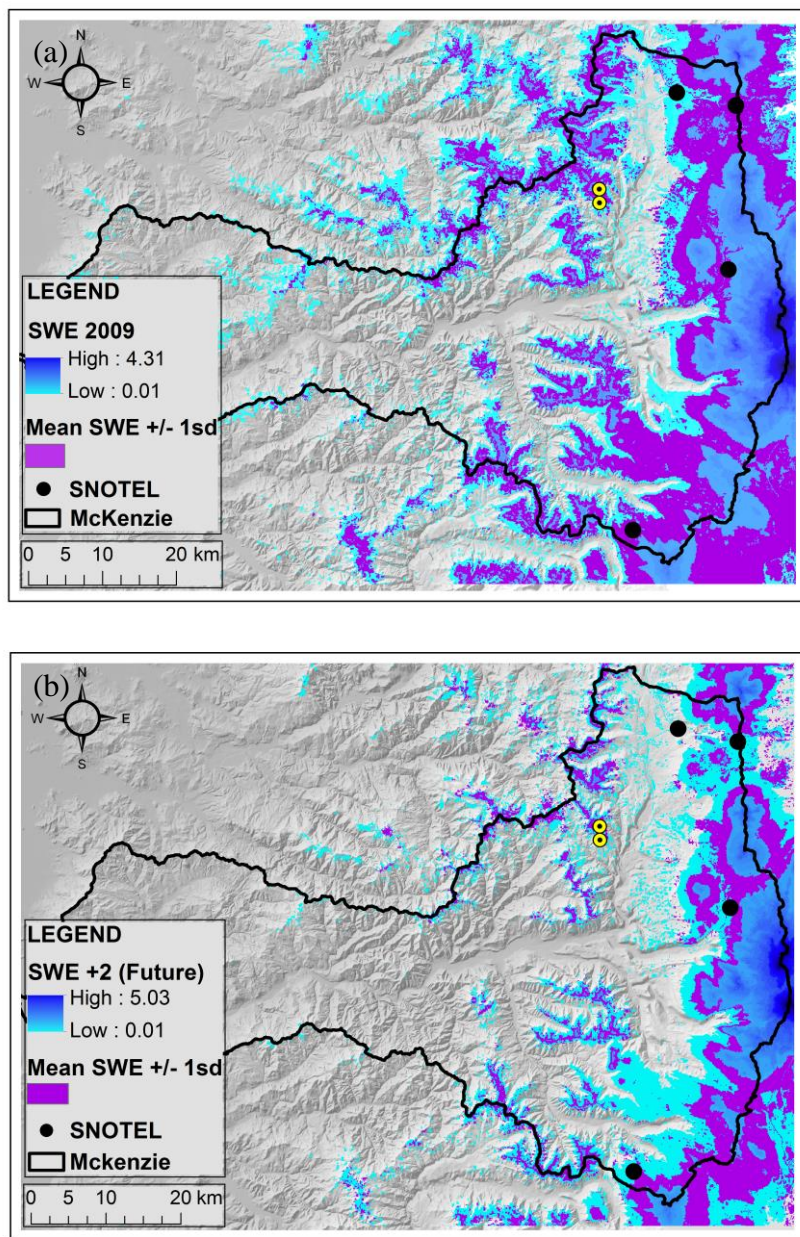 (a)
N
W E
S
LEGEND
SWE 2009
High : 4.31
Low : 0.01
Mean SWE +/- 1sd
SNOTEL
McKenzie
0 5 10 20 km
(b)
N
W E
S
LEGEND
SWE +2 (Future)
High : 5.03
Low : 0.01
Mean SWE +/- 1sd
SNOTEL
Mckenzie
0 5 10 20 km